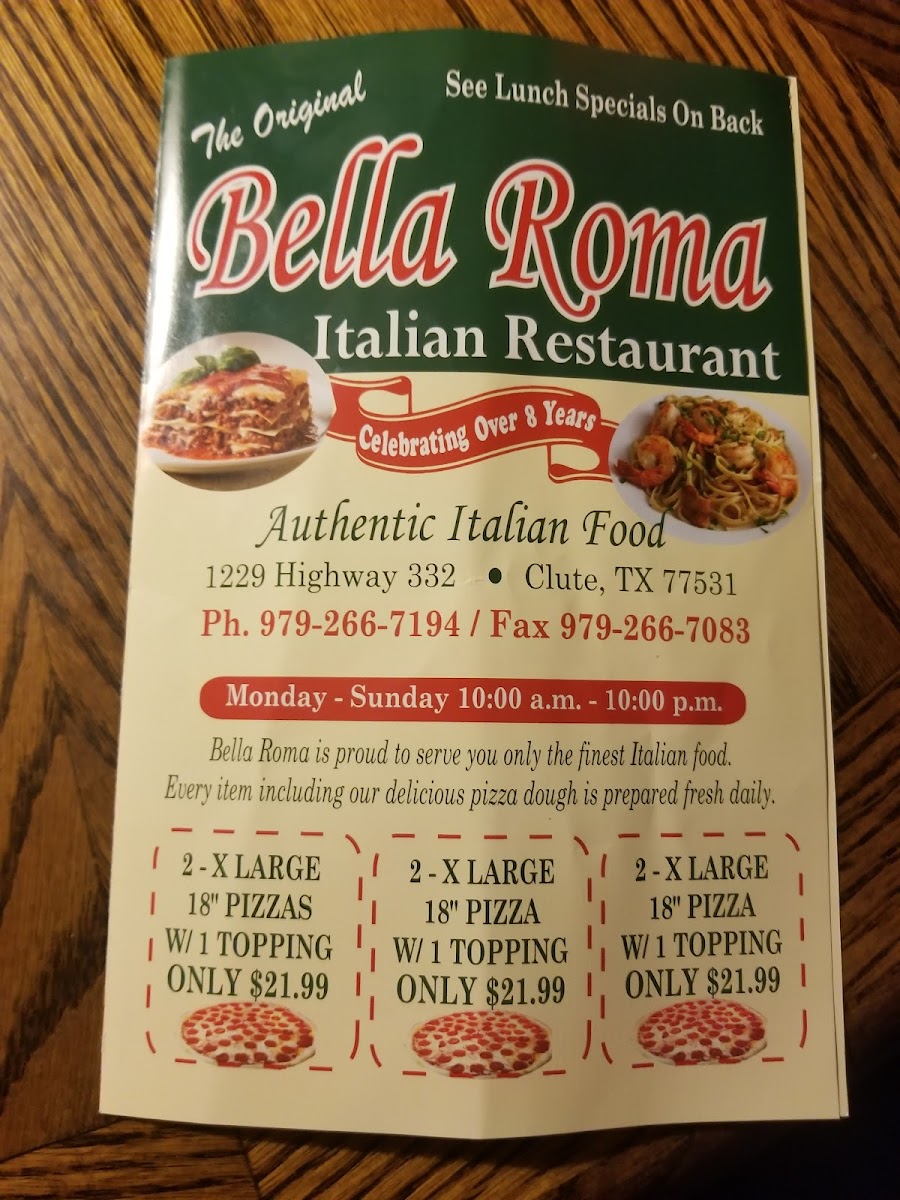 The Original
See Lunch Specials On Back
Bella Roma
Italian Restaurant
Celebrating Over 8 Years
Authentic Italian Food
1229 Highway 332 • Clute, TX 77531
Ph. 979-266-7194 / Fax 979-266-7083
Monday - Sunday 10:00 a.m. - 10:00 p.m.
Bella Roma is proud to serve you only the finest Italian food.
Every item including our delicious pizza dough is prepared fresh daily.
2 - X LARGE
18" PIZZAS
W/ 1 TOPPING
ONLY $21.99
2 - X LARGE
18" PIZZA
W/ 1 TOPPING
ONLY $21.99
2 - X LARGE
18" PIZZA
W/ 1 TOPPING
ONLY $21.99